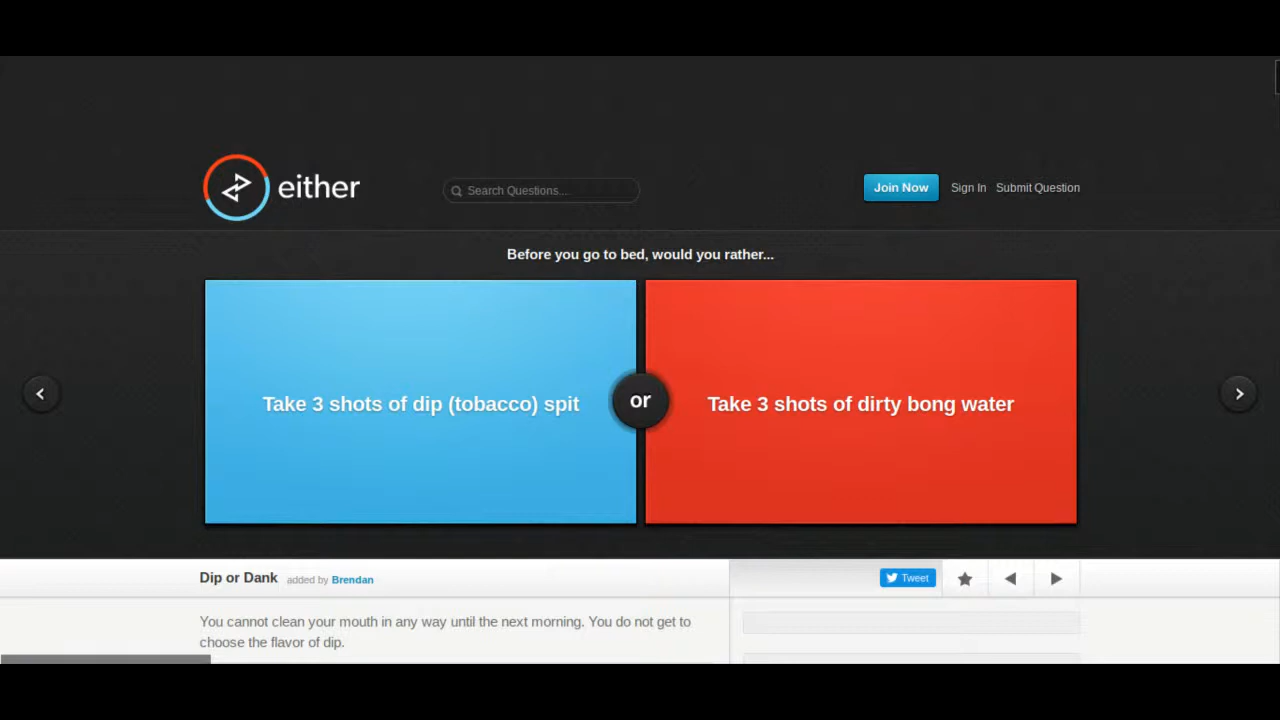 either
Search Questions...
Join Now
Sign In
Submit Question
Before you go to bed, would you rather...
Take 3 shots of dip (tobacco) spit
or
Take 3 shots of dirty bong water
Dip or Dank added by Brendan
Tweet
You cannot clean your mouth in any way until the next morning. You do not get to
choose the flavor of dip.